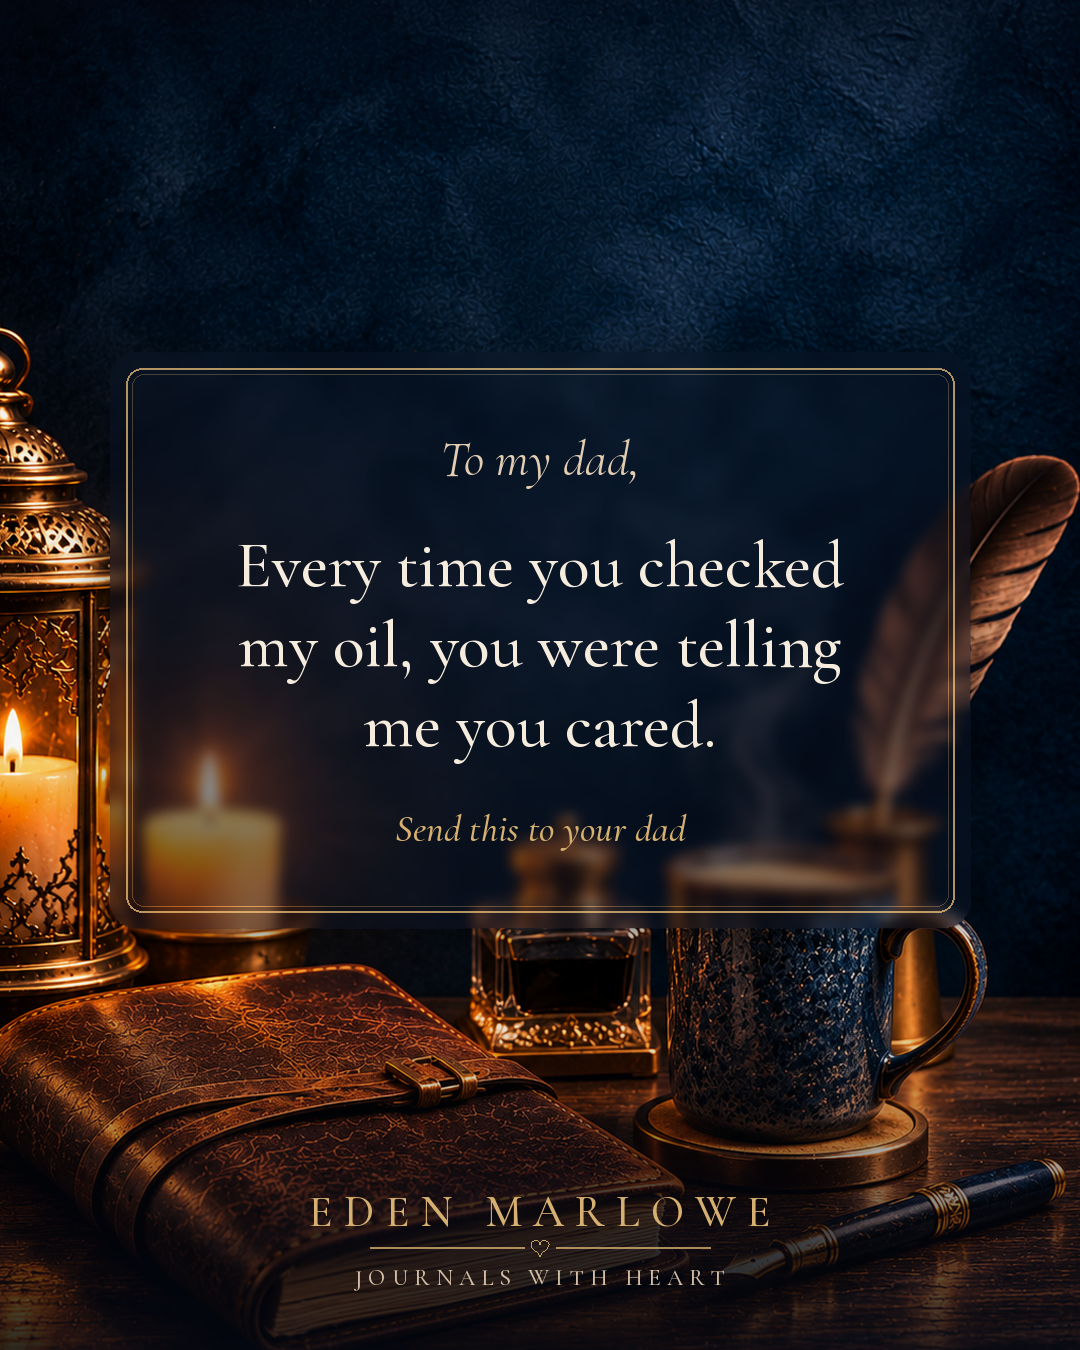 To my dad,
Every time you checked
my oil, you were telling
me you cared.
Send this to your dad
EDEN MARLOWE
JOURNALS WITH HEART